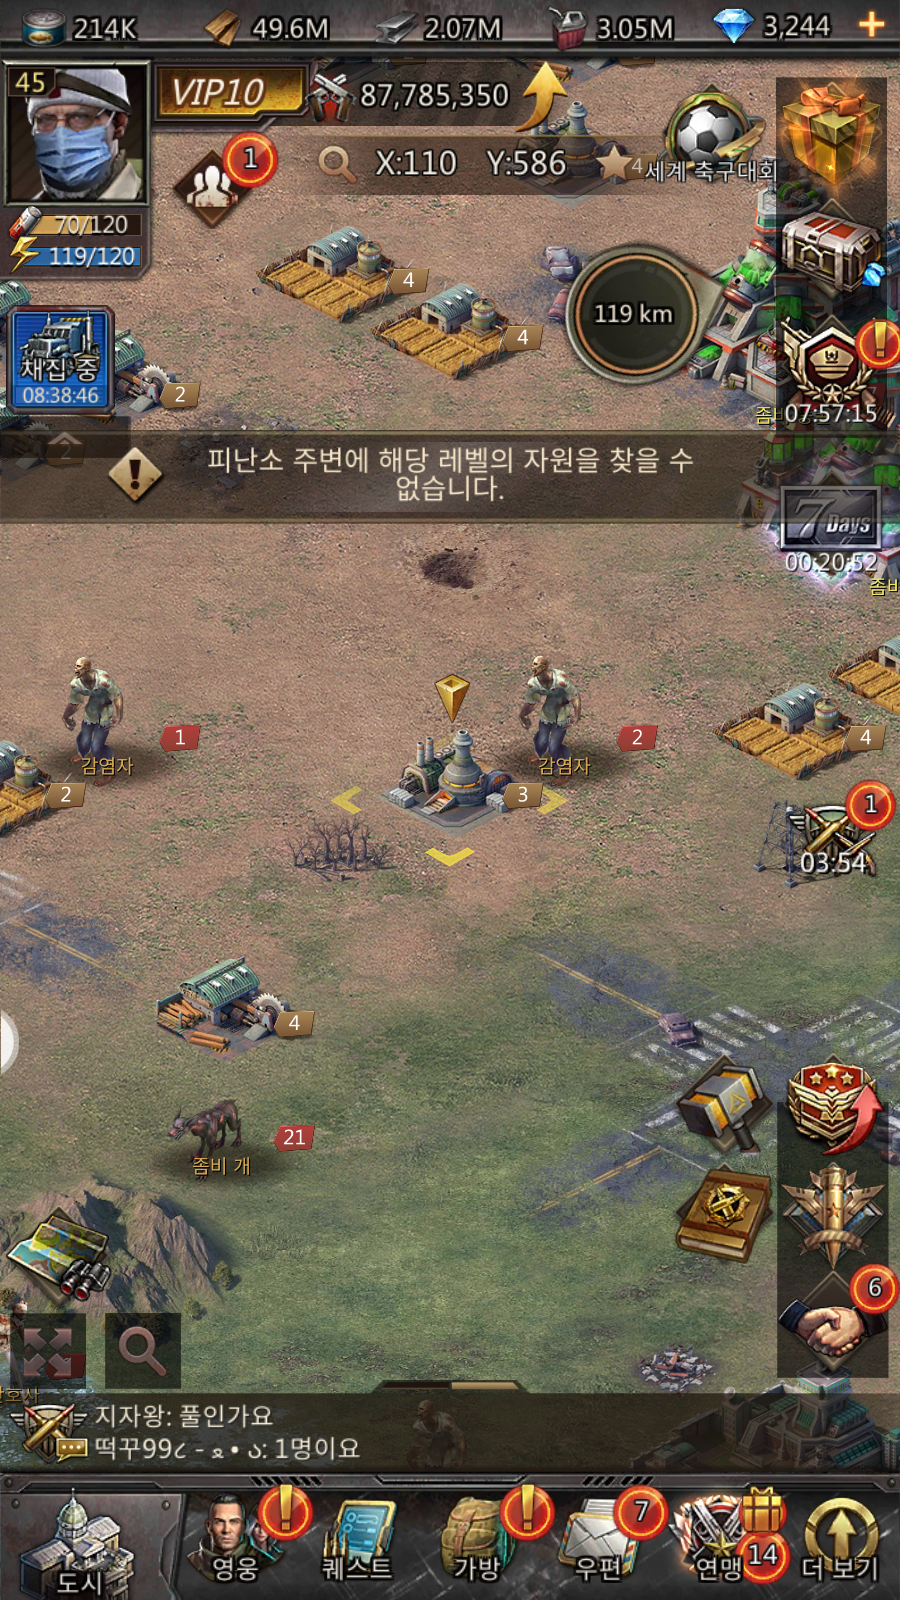 214K 49.6M 2.07M 3.05M 3,244
45 VIP10 87,785,350
1
X:110 Y:586
4
세계 축구대회
70/120
119/120
4
119 km
4
채집 중
08:38:46
2
07:57:15
2
피난소 주변에 해당 레벨의 자원을 찾을 수
없습니다.
7 Days
00:20:52
좀비
1
감염자
2
감염자
4
2
3
1
03:54
4
21
좀비 개
6
지자왕: 풀인가요
1명이요
7
14
도시 영웅 퀘스트 가방 우편 연맹 더 보기